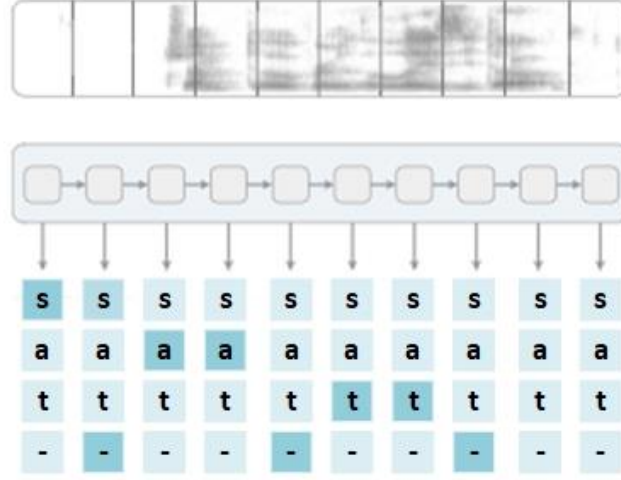 s s s s s s s s s s
a a a a a a a a a a
t t t t t t t t t t
- - - - - - - - - -